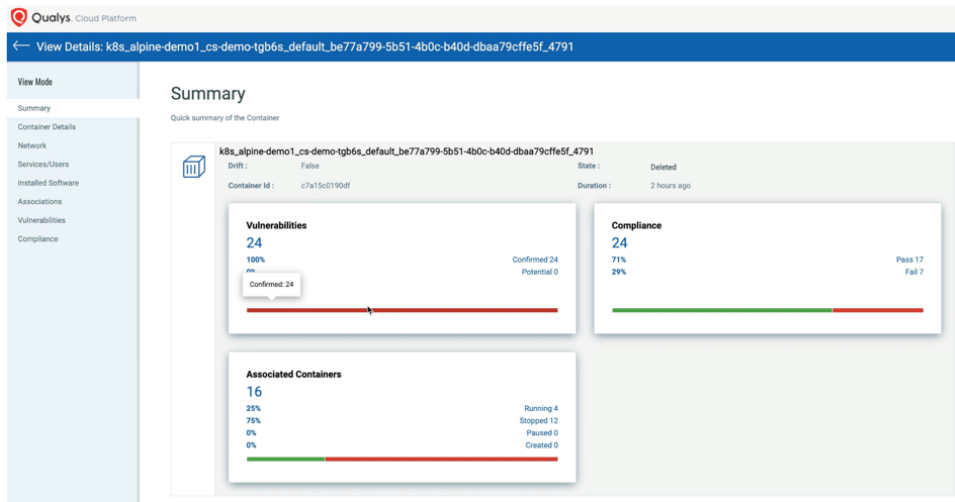 Qualys. Cloud Platform
View Details: k8s_alpine-demo1_cs-demo-tgb6s_default_be77a799-5b51-4b0c-b40d-dbaa79cffe5f_4791
View Mode
Summary
Container Details
Network
Services/Users
Installed Software
Associations
Vulnerabilities
Compliance
Summary
Quick summary of the Container
k8s_alpine-demo1_cs-demo-tgb6s_default_be77a799-5b51-4b0c-b40d-dbaa79cffe5f_4791
Drift : False State : Deleted
Container Id : c7a15c0190df Duration : 2 hours ago
Vulnerabilities
24
100% Confirmed 24
0% Potential 0
Confirmed: 24
Compliance
24
71% Pass 17
29% Fail 7
Associated Containers
16
25% Running 4
75% Stopped 12
0% Paused 0
0% Created 0